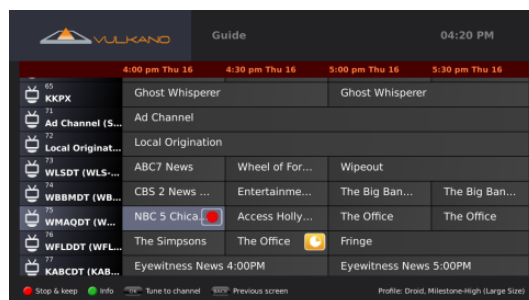 VULKANO
Guide
04:20 PM
4:00 pm Thu 16
4:30 pm Thu 16
5:00 pm Thu 16
5:30 pm Thu 16
65
KKPX
Ghost Whisperer
Ghost Whisperer
71
Ad Channel (S...
Ad Channel
72
Local Originat...
Local Origination
73
WLSDT (WLS-...
ABC7 News
Wheel of For...
Wipeout
74
WBBMDT (WB...
CBS 2 News ...
Entertainme...
The Big Ban...
The Big Ban...
75
WMAQDT (W...
NBC 5 Chica
Access Holly...
The Office
The Office
76
WFLDDT (WFL...
The Simpsons
The Office
Fringe
77
KABCDT (KAB...
Eyewitness News 4:00PM
Eyewitness News 5:00PM
Stop & keep
Info
OK Tune to channel
BACK Previous screen
Profile: Droid, Milestone-High (Large Size)